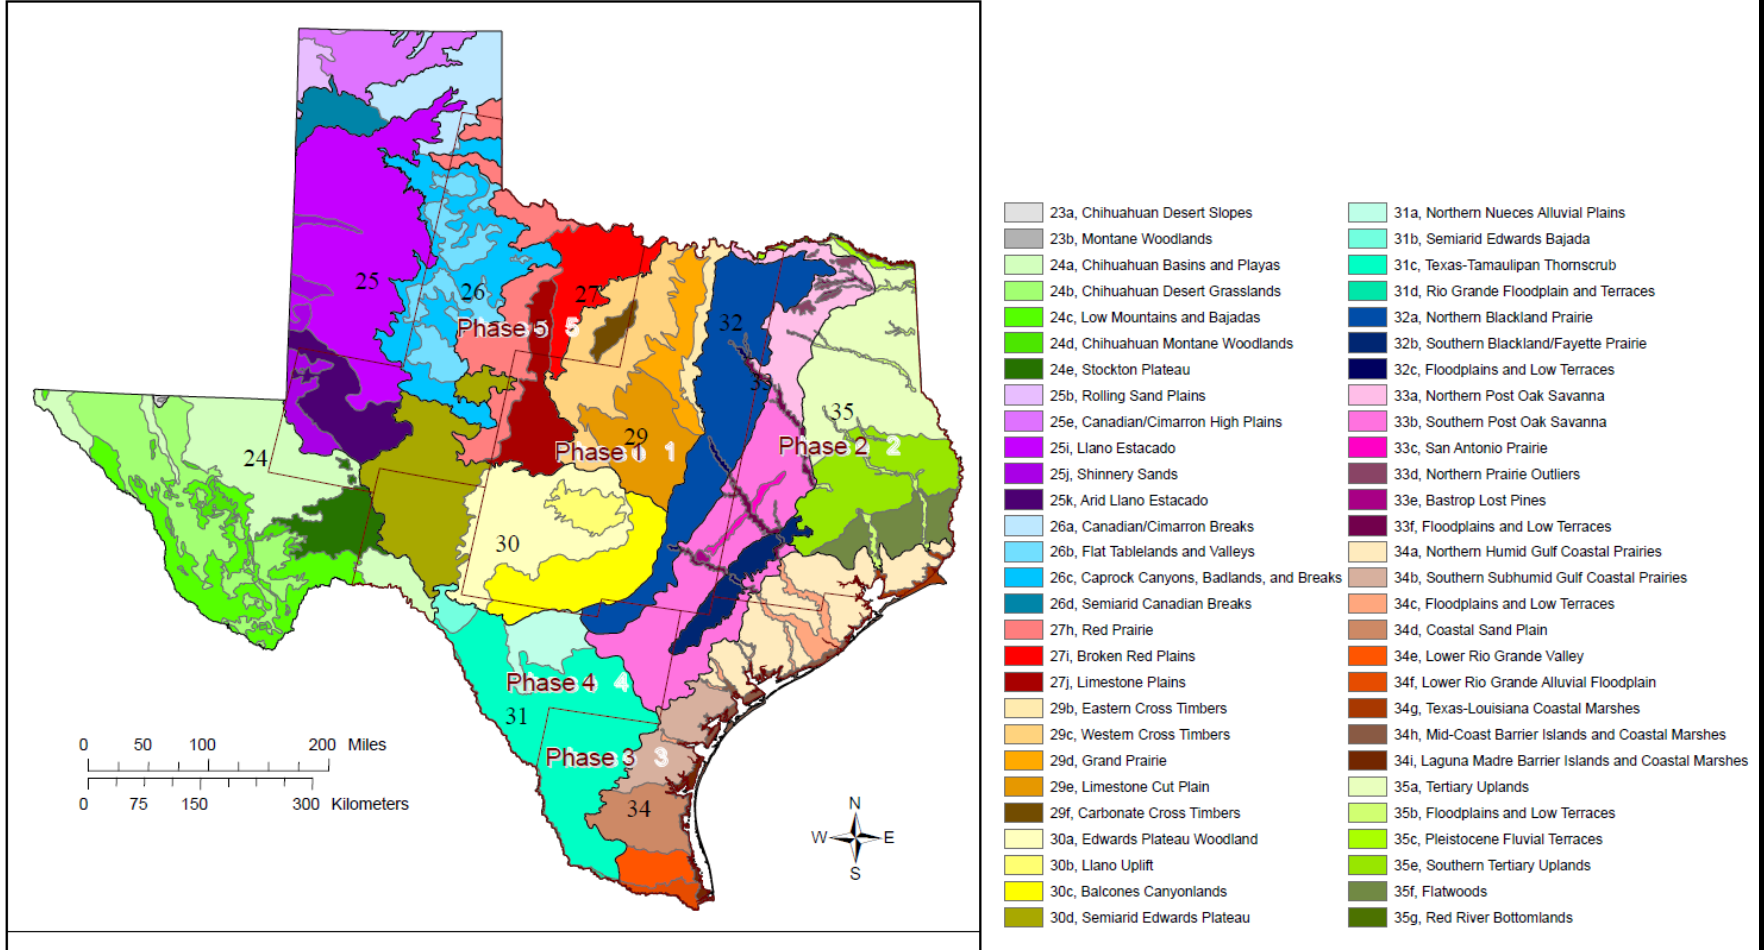 25
26
27
Phase 5 5
32
33
35
Phase 2 2
24
29
Phase 1 1
30
Phase 4 4
31
Phase 3 3
34
0 50 100 200 Miles
0 75 150 300 Kilometers
N
W E
S
23a, Chihuahuan Desert Slopes
23b, Montane Woodlands
24a, Chihuahuan Basins and Playas
24b, Chihuahuan Desert Grasslands
24c, Low Mountains and Bajadas
24d, Chihuahuan Montane Woodlands
24e, Stockton Plateau
25b, Rolling Sand Plains
25e, Canadian/Cimarron High Plains
25i, Llano Estacado
25j, Shinnery Sands
25k, Arid Llano Estacado
26a, Canadian/Cimarron Breaks
26b, Flat Tablelands and Valleys
26c, Caprock Canyons, Badlands, and Breaks
26d, Semiarid Canadian Breaks
27h, Red Prairie
27i, Broken Red Plains
27j, Limestone Plains
29b, Eastern Cross Timbers
29c, Western Cross Timbers
29d, Grand Prairie
29e, Limestone Cut Plain
29f, Carbonate Cross Timbers
30a, Edwards Plateau Woodland
30b, Llano Uplift
30c, Balcones Canyonlands
30d, Semiarid Edwards Plateau
31a, Northern Nueces Alluvial Plains
31b, Semiarid Edwards Bajada
31c, Texas-Tamaulipan Thornscrub
31d, Rio Grande Floodplain and Terraces
32a, Northern Blackland Prairie
32b, Southern Blackland/Fayette Prairie
32c, Floodplains and Low Terraces
33a, Northern Post Oak Savanna
33b, Southern Post Oak Savanna
33c, San Antonio Prairie
33d, Northern Prairie Outliers
33e, Bastrop Lost Pines
33f, Floodplains and Low Terraces
34a, Northern Humid Gulf Coastal Prairies
34b, Southern Subhumid Gulf Coastal Prairies
34c, Floodplains and Low Terraces
34d, Coastal Sand Plain
34e, Lower Rio Grande Valley
34f, Lower Rio Grande Alluvial Floodplain
34g, Texas-Louisiana Coastal Marshes
34h, Mid-Coast Barrier Islands and Coastal Marshes
34i, Laguna Madre Barrier Islands and Coastal Marshes
35a, Tertiary Uplands
35b, Floodplains and Low Terraces
35c, Pleistocene Fluvial Terraces
35e, Southern Tertiary Uplands
35f, Flatwoods
35g, Red River Bottomlands